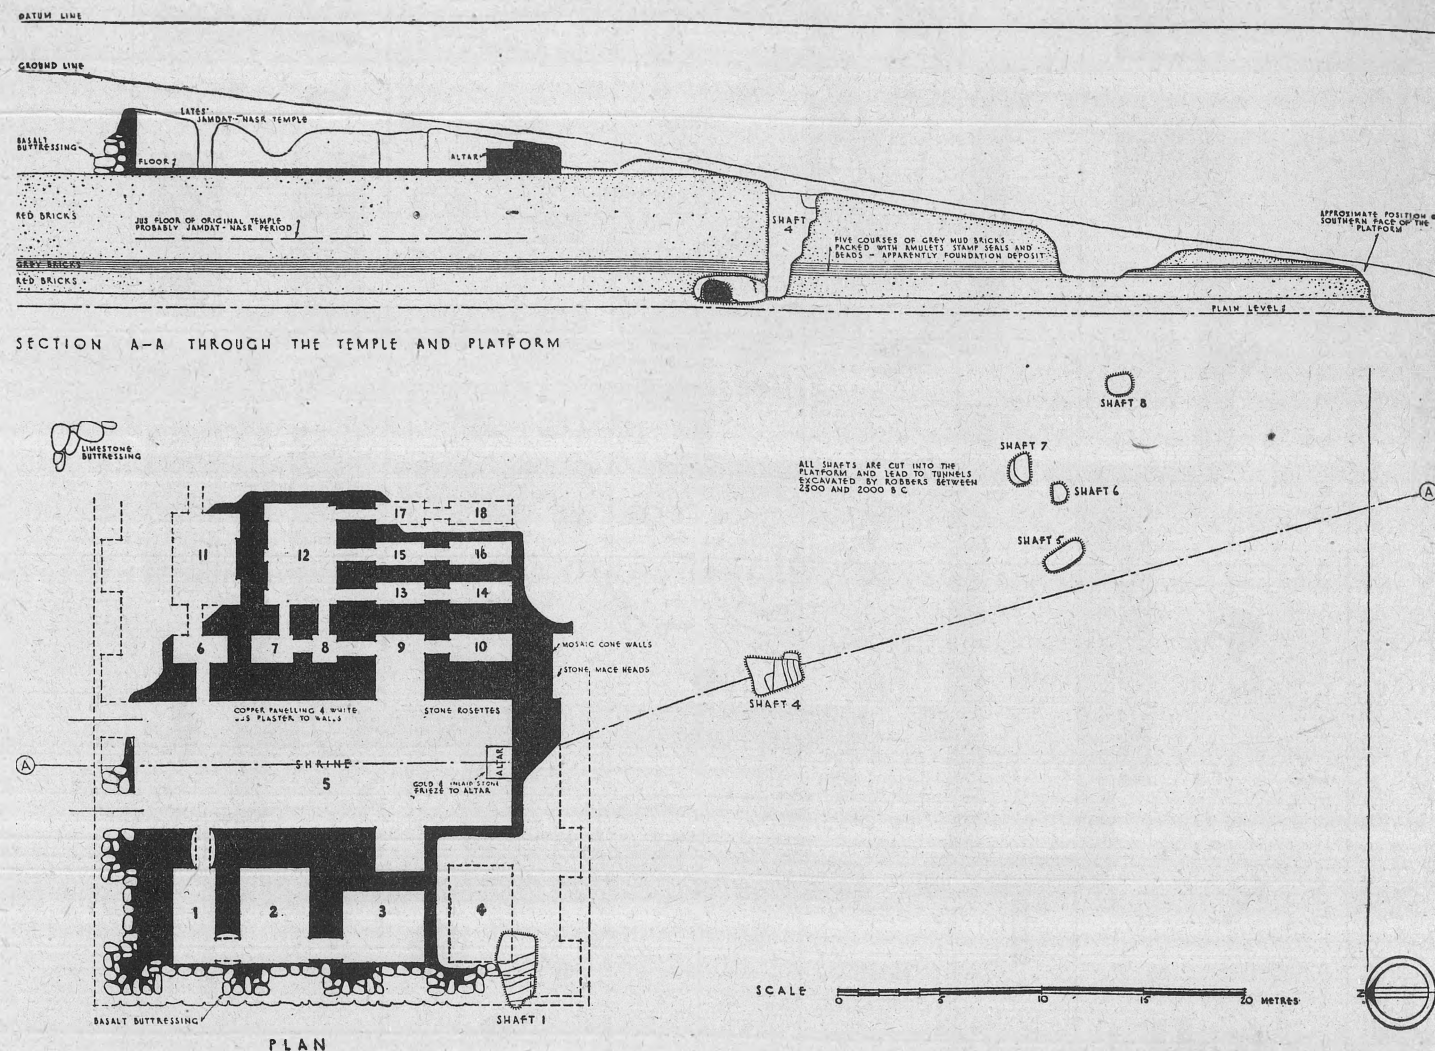 DATUM LINE
GROUND LINE
LATES'
JAMDAT-NASR TEMPLE
BASALT
BUTTRESSING
FLOOR
ALTAR
RED BRICKS
JUS FLOOR OF ORIGINAL TEMPLE
PROBABLY JAMDAT-NASR PERIOD
SHAFT
4
FIVE COURSES OF GREY MUD BRICKS
PACKED WITH AMULETS STAMP SEALS AND
BEADS - APPARENTLY FOUNDATION DEPOSIT
APPROXIMATE POSITION
SOUTHERN FACE OF THE
PLATFORM
GREY BRICKS
RED BRICKS
PLAIN LEVEL
SECTION A-A THROUGH THE TEMPLE AND PLATFORM
SHAFT 8
LIMESTONE
BUTTRESSING
SHAFT 7
ALL SHAFTS ARE CUT INTO THE
PLATFORM AND LEAD TO TUNNELS
EXCAVATED BY ROBBERS BETWEEN
2500 AND 2000 B C
SHAFT 6
A
17
18
11
12
15
16
SHAFT 5
13
14
6
7
8
9
10
MOSAIC CONE WALLS
STONE MACE HEADS
COPPER PANELLING & WHITE
PLASTER TO WALLS
STONE ROSETTES
SHAFT 4
A
SHRINE
5
ALTAR
GOLD & INLAID STONE
FRIEZE TO ALTAR
1
2
3
4
SCALE
0
5
10
15
20 METRES
N
BASALT BUTTRESSING
SHAFT 1
PLAN